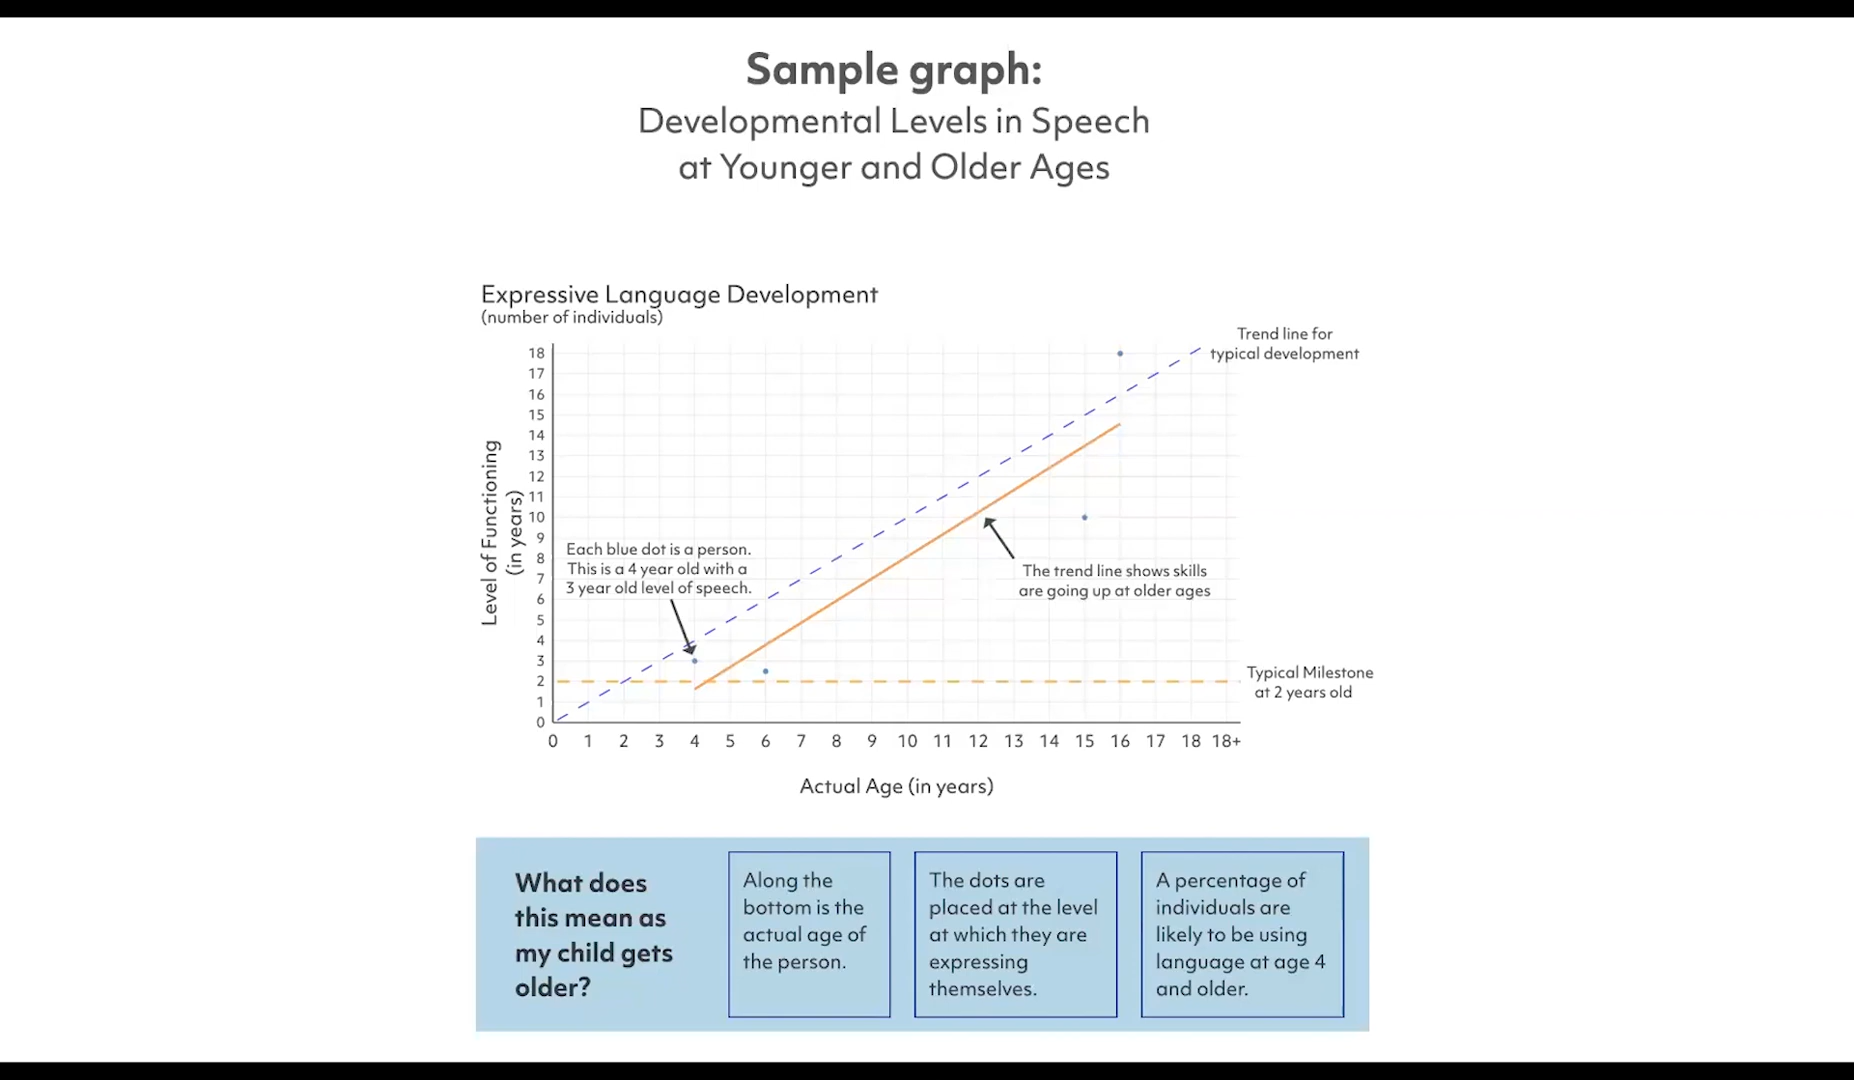 Sample graph:
Developmental Levels in Speech
at Younger and Older Ages
Expressive Language Development
(number of individuals)
Trend line for
typical development
18
17
16
15
14
13
12
11
10
9
8
7
6
5
4
3
2
1
0
Level of Functioning
(in years)
Each blue dot is a person.
This is a 4 year old with a
3 year old level of speech.
The trend line shows skills
are going up at older ages
Typical Milestone
at 2 years old
0 1 2 3 4 5 6 7 8 9 10 11 12 13 14 15 16 17 18 18+
Actual Age (in years)
What does
this mean as
my child gets
older?
Along the
bottom is the
actual age of
the person.
The dots are
placed at the level
at which they are
expressing
themselves.
A percentage of
individuals are
likely to be using
language at age 4
and older.